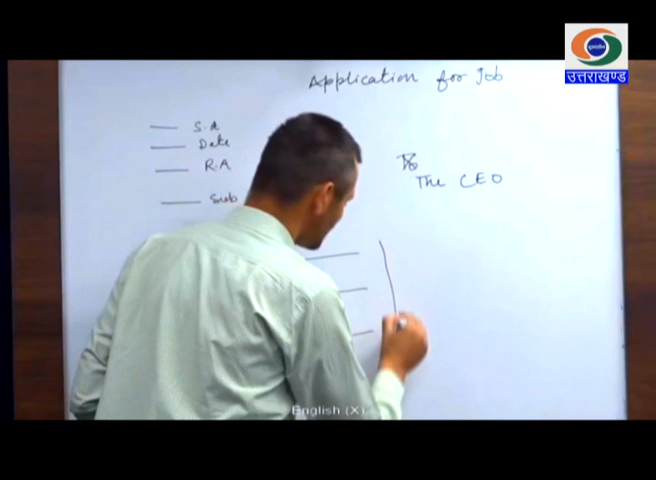 Application for Job
S.A
Date
R.A
Sub
To
The CEO
English (X)
उत्तराखण्ड